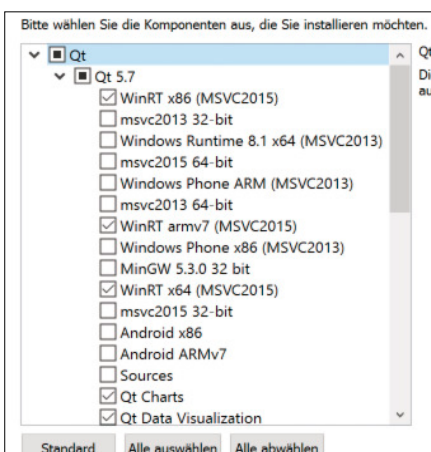 Bitte wählen Sie die Komponenten aus, die Sie installieren möchten.
Qt
Qt 5.7
WinRT x86 (MSVC2015)
msvc2013 32-bit
Windows Runtime 8.1 x64 (MSVC2013)
msvc2015 64-bit
Windows Phone ARM (MSVC2013)
msvc2013 64-bit
WinRT armv7 (MSVC2015)
Windows Phone x86 (MSVC2013)
MinGW 5.3.0 32 bit
WinRT x64 (MSVC2015)
msvc2015 32-bit
Android x86
Android ARMv7
Sources
Qt Charts
Qt Data Visualization
Standard Alle auswählen Alle abwählen